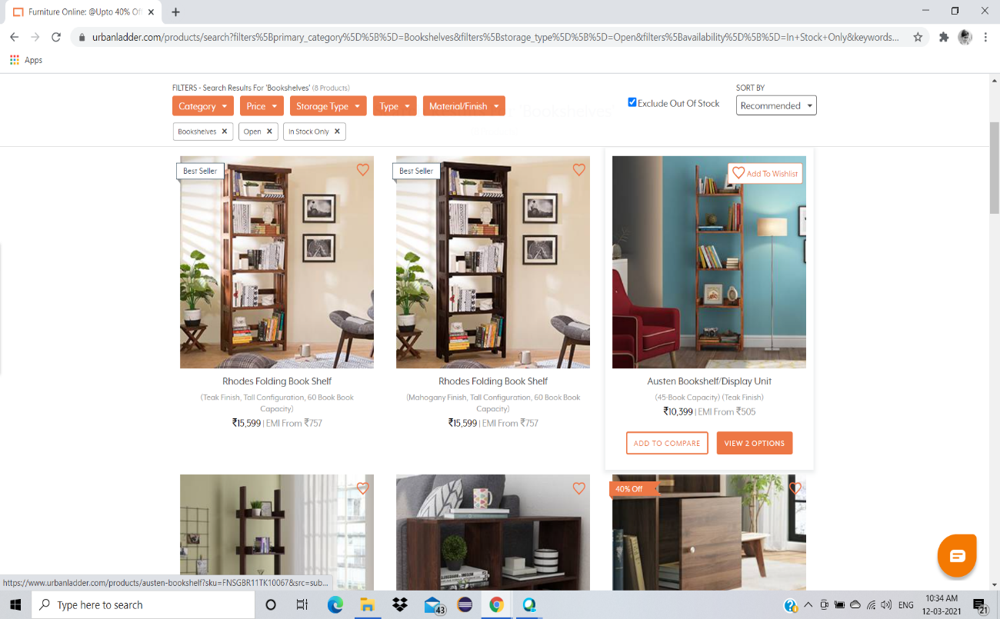 Furniture Online: @Upto 40% Of
urbanladder.com/products/search?filters%5Bprimary_category%5D%5B%5D=Bookshelves&filters%5Bstorage_type%5D%5B%5D=Open&filters%5Bavailability%5D%5B%5D=In+Stock+Only&keywords...
Apps
FILTERS - Search Results For 'Bookshelves' (8 Products)
SORT BY
Category
Price
Storage Type
Type
Material/Finish
'Bookshelves'
Exclude Out Of Stock
Recommended
Bookshelves
Open
In Stock Only
Best Seller
Best Seller
Add To Wishlist
Rhodes Folding Book Shelf
(Teak Finish, Tall Configuration, 60 Book Book
Capacity)
₹15,599 | EMI From ₹757
Rhodes Folding Book Shelf
(Mahogany Finish, Tall Configuration, 60 Book Book
Capacity)
₹15,599 | EMI From ₹757
Austen Bookshelf/Display Unit
(45-Book Capacity) (Teak Finish)
₹10,399 | EMI From ₹505
ADD TO COMPARE
VIEW 2 OPTIONS
40% Off
https://www.urbanladder.com/products/austen-bookshelf?sku=FNSGBR11TK10067&src=sub...
Type here to search
43
ENG
10:34 AM
12-03-2021
21